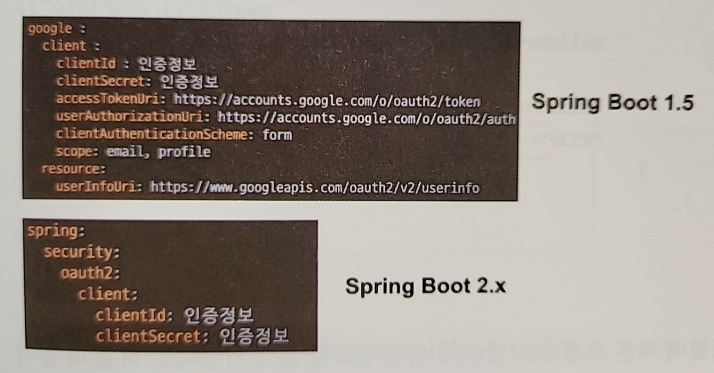 google :
client :
clientId : 인증정보
clientSecret: 인증정보
accessTokenUri: https://accounts.google.com/o/oauth2/token
userAuthorizationUri: https://accounts.google.com/o/oauth2/auth
clientAuthenticationScheme: form
scope: email, profile
resource:
userInfoUri: https://www.googleapis.com/oauth2/v2/userinfo
Spring Boot 1.5
spring:
security:
oauth2:
client:
clientId: 인증정보
clientSecret: 인증정보
Spring Boot 2.x